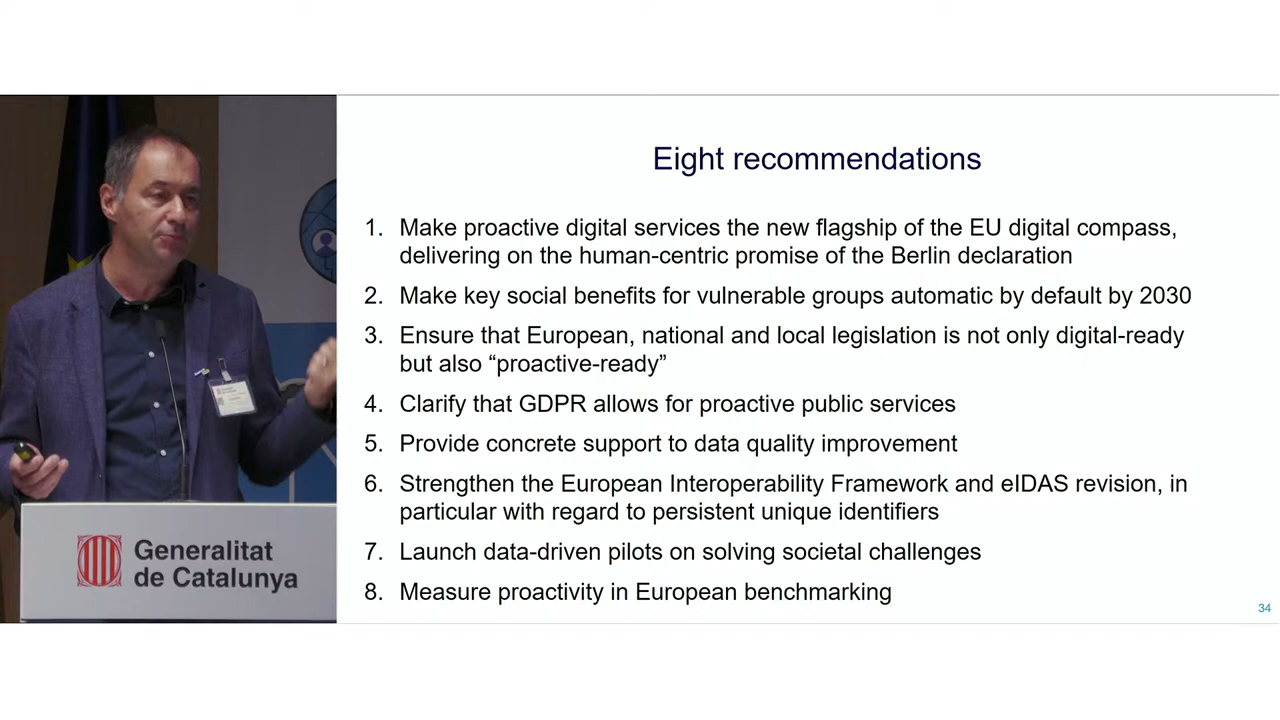 Eight recommendations
1. Make proactive digital services the new flagship of the EU digital compass,
delivering on the human-centric promise of the Berlin declaration
2. Make key social benefits for vulnerable groups automatic by default by 2030
3. Ensure that European, national and local legislation is not only digital-ready
but also “proactive-ready”
4. Clarify that GDPR allows for proactive public services
5. Provide concrete support to data quality improvement
6. Strengthen the European Interoperability Framework and eIDAS revision, in
particular with regard to persistent unique identifiers
7. Launch data-driven pilots on solving societal challenges
8. Measure proactivity in European benchmarking
34
Generalitat
de Catalunya